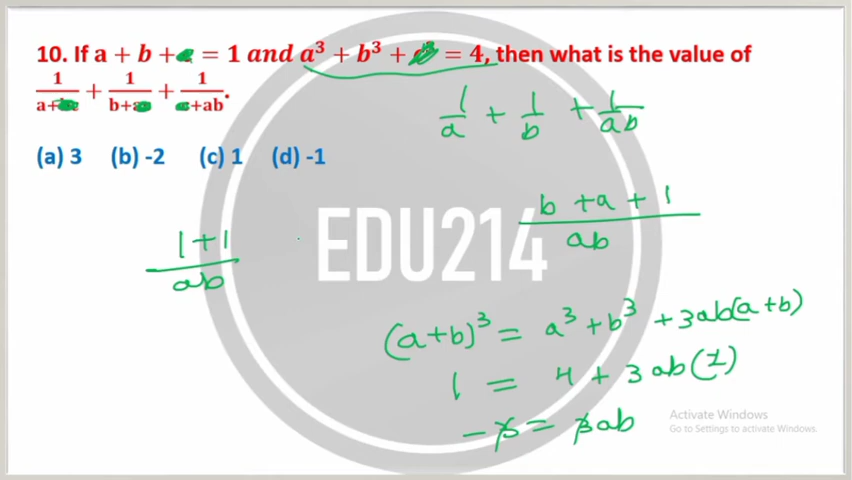 10. If a + b + = 1 and a³ + b³ + = 4, then what is the value of
1/a+ + 1/b+ + 1/ +ab.
(a) 3 (b) -2 (c) 1 (d) -1
1/a + 1/b + 1/ab
b + a + 1 / ab
1+1 / ab
EDU214
(a+b)³ = a³ + b³ + 3ab(a+b)
1 = 4 + 3ab(1)
-3 = 3ab
Activate Windows
Go to Settings to activate Windows.